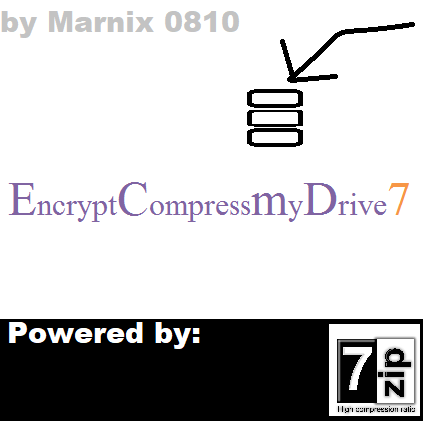 by Marnix 0810
EncryptCompressmyDrive7
Powered by:
7zip
High compression ratio